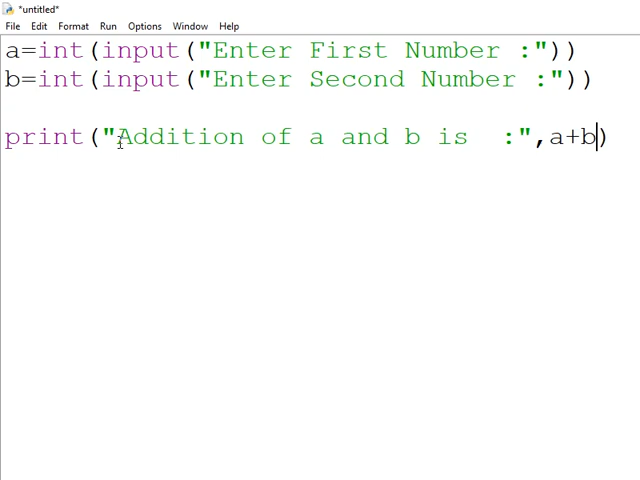 *untitled*
File Edit Format Run Options Window Help
a=int(input("Enter First Number :"))
b=int(input("Enter Second Number :"))
print("Addition of a and b is  :",a+b)